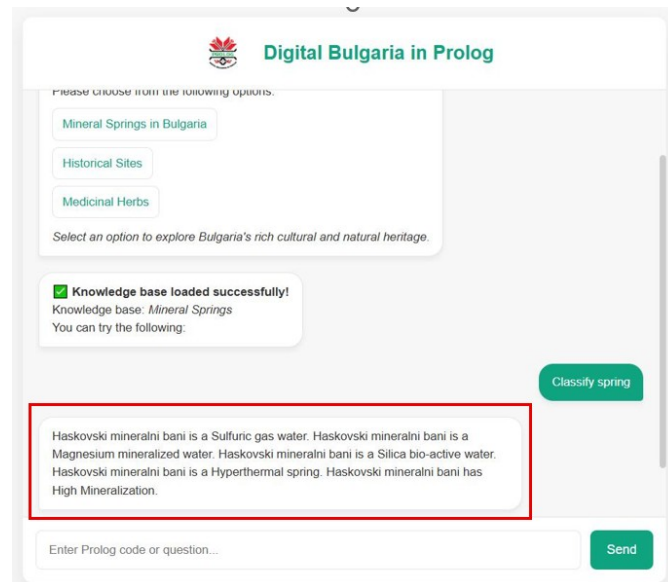 PROLOG
Digital Bulgaria in Prolog
Please choose from the following options:
Mineral Springs in Bulgaria
Historical Sites
Medicinal Herbs
Select an option to explore Bulgaria's rich cultural and natural heritage.
Knowledge base loaded successfully!
Knowledge base: Mineral Springs
You can try the following:
Classify spring
Haskovski mineralni bani is a Sulfuric gas water. Haskovski mineralni bani is a
Magnesium mineralized water. Haskovski mineralni bani is a Silica bio-active water.
Haskovski mineralni bani is a Hyperthermal spring. Haskovski mineralni bani has
High Mineralization.
Enter Prolog code or question...
Send